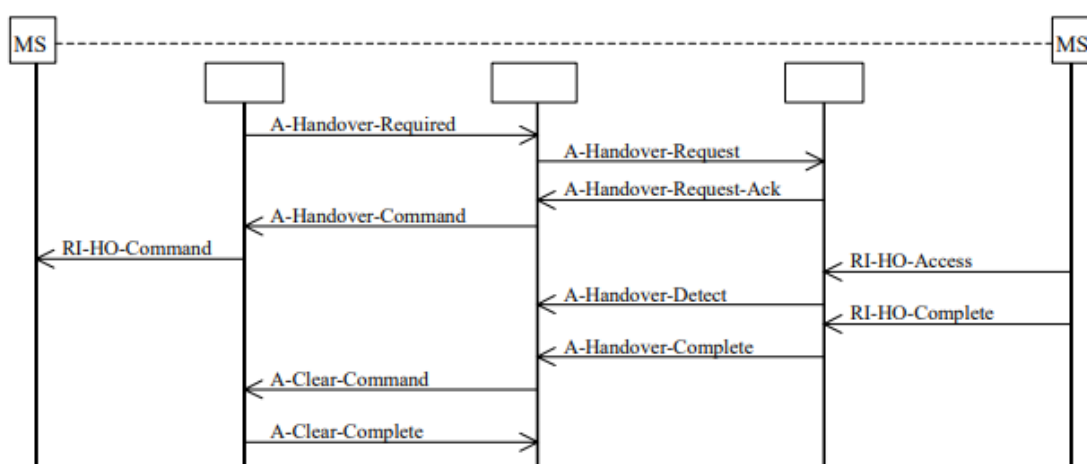 MS
MS
A-Handover-Required
A-Handover-Request
A-Handover-Request-Ack
A-Handover-Command
RI-HO-Command
RI-HO-Access
A-Handover-Detect
RI-HO-Complete
A-Handover-Complete
A-Clear-Command
A-Clear-Complete